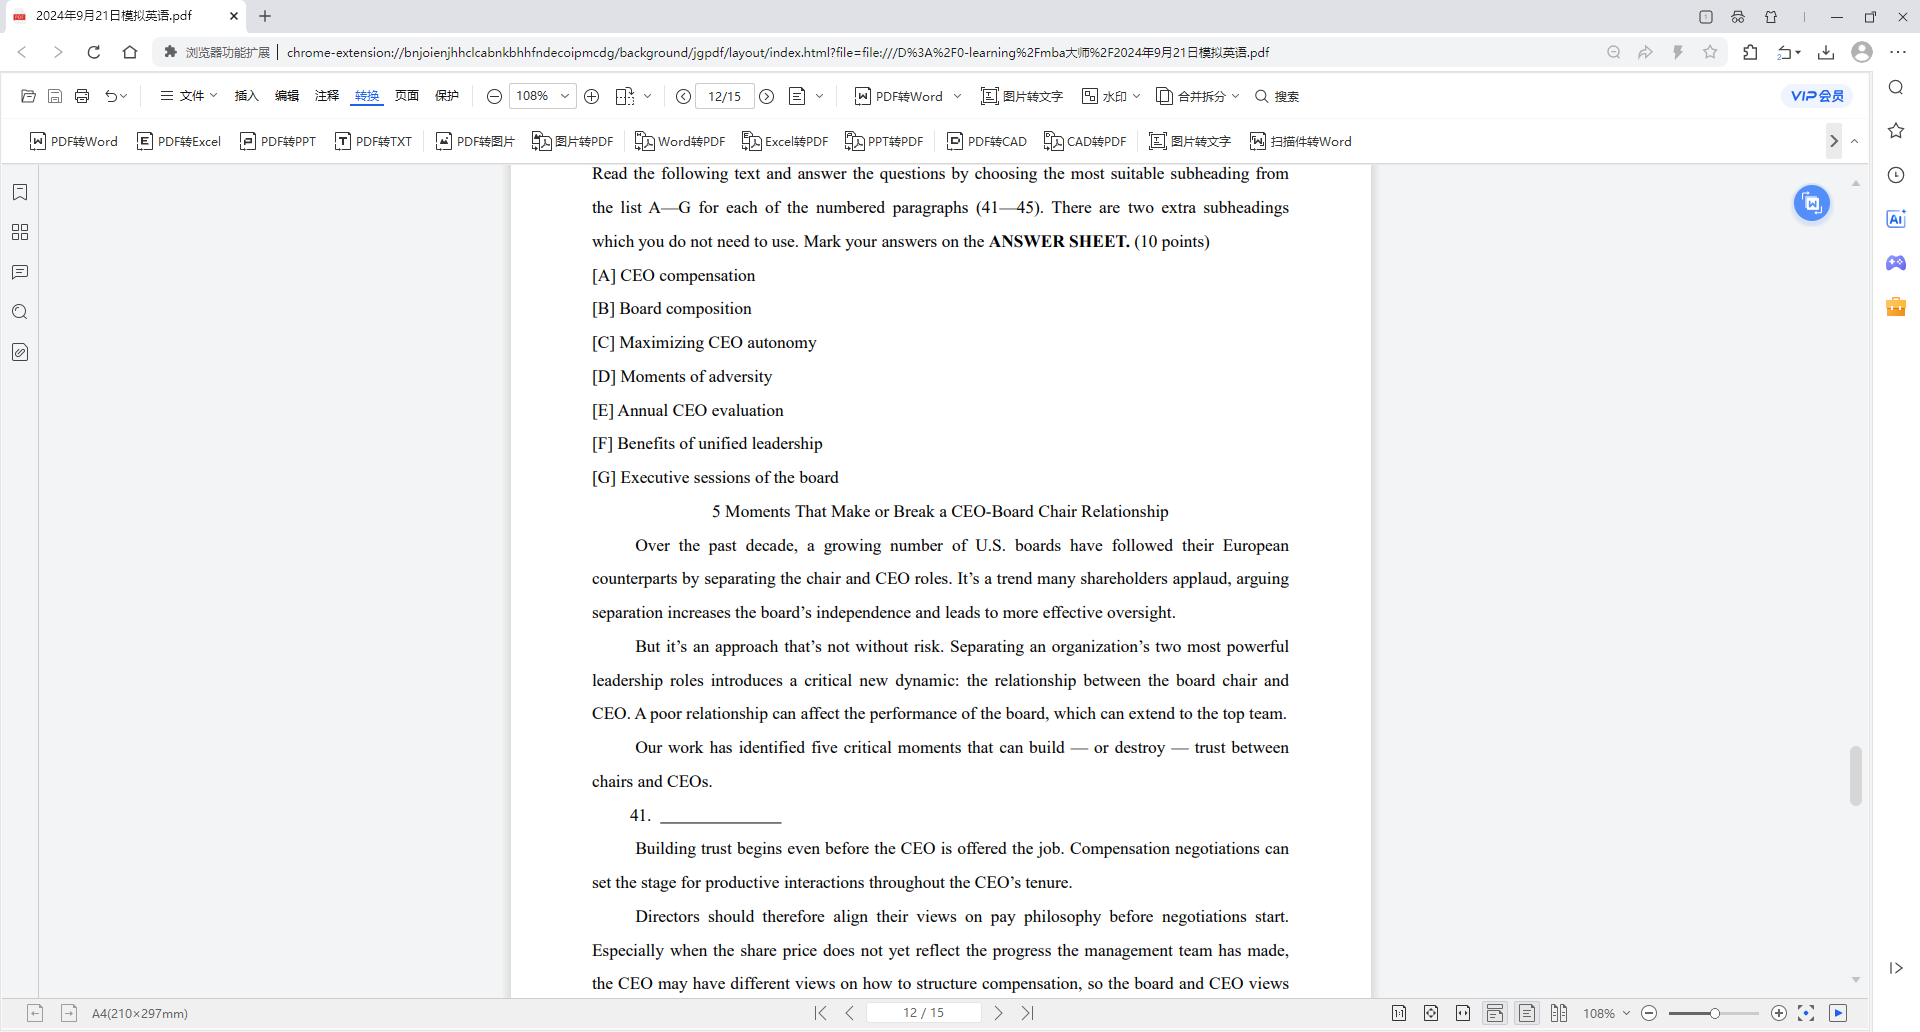 2024年9月21日模拟英语.pdf
浏览器功能扩展 chrome-extension://bnjoienjhhclcabnkbhhfndecoipmcdg/background/jgpdf/layout/index.html?file=file:///D%3A%2F0-learning%2Fmba大师%2F2024年9月21日模拟英语.pdf
文件 插入 编辑 注释 转换 页面 保护 108% 12/15 PDF转Word 图片转文字 水印 合并拆分 搜索 VIP会员
PDF转Word PDF转Excel PDF转PPT PDF转TXT PDF转图片 图片转PDF Word转PDF Excel转PDF PPT转PDF PDF转CAD CAD转PDF 图片转文字 扫描件转Word
Read the following text and answer the questions by choosing the most suitable subheading from
the list A—G for each of the numbered paragraphs (41—45). There are two extra subheadings
which you do not need to use. Mark your answers on the ANSWER SHEET. (10 points)
[A] CEO compensation
[B] Board composition
[C] Maximizing CEO autonomy
[D] Moments of adversity
[E] Annual CEO evaluation
[F] Benefits of unified leadership
[G] Executive sessions of the board
5 Moments That Make or Break a CEO-Board Chair Relationship
Over the past decade, a growing number of U.S. boards have followed their European
counterparts by separating the chair and CEO roles. It’s a trend many shareholders applaud, arguing
separation increases the board’s independence and leads to more effective oversight.
But it’s an approach that’s not without risk. Separating an organization’s two most powerful
leadership roles introduces a critical new dynamic: the relationship between the board chair and
CEO. A poor relationship can affect the performance of the board, which can extend to the top team.
Our work has identified five critical moments that can build — or destroy — trust between
chairs and CEOs.
41. ______________
Building trust begins even before the CEO is offered the job. Compensation negotiations can
set the stage for productive interactions throughout the CEO’s tenure.
Directors should therefore align their views on pay philosophy before negotiations start.
Especially when the share price does not yet reflect the progress the management team has made,
the CEO may have different views on how to structure compensation, so the board and CEO views
A4(210×297mm) 12 / 15 1:1 108%